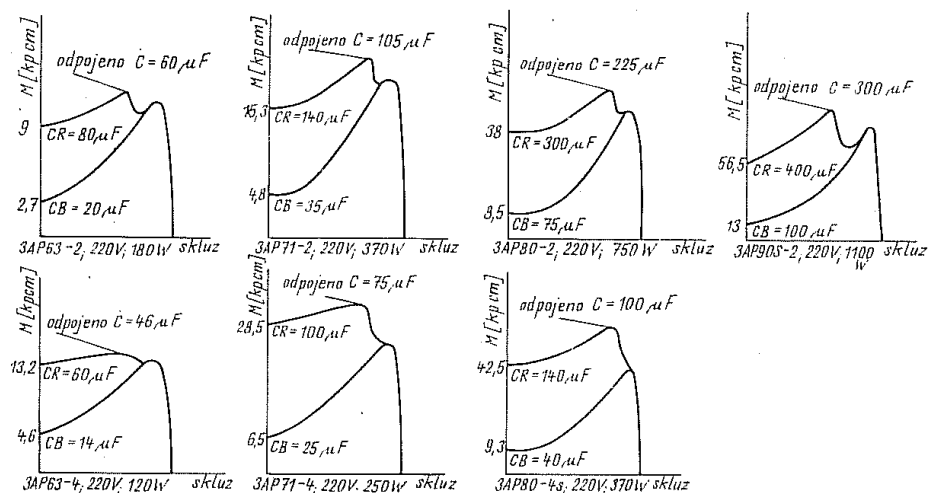 M [kpcm]
odpojeno C = 60 µF
9
CR = 80 µF
2,7
CB = 20 µF
3AP63-2; 220V; 180W skluz
M [kpcm]
odpojeno C = 105 µF
15,3
CR = 140 µF
4,8
CB = 35 µF
3AP71-2; 220V; 370W skluz
M [kpcm]
odpojeno C = 225 µF
38
CR = 300 µF
8,5
CB = 75 µF
3AP80-2; 220V; 750W skluz
M [kpcm]
odpojeno C = 300 µF
56,5
CR = 400 µF
13
CB = 100 µF
3AP90S-2; 220V; 1100 W skluz
M [kpcm]
odpojeno C = 46 µF
13,2
CR = 60 µF
4,6
CB = 14 µF
3AP63-4; 220V; 120W skluz
M [kpcm]
odpojeno C = 75 µF
28,5
CR = 100 µF
6,5
CB = 25 µF
3AP71-4; 220V. 250W skluz
M [kpcm]
odpojeno C = 100 µF
42,5
CR = 140 µF
9,3
CB = 40 µF
3AP80-4s; 220V; 370W skluz